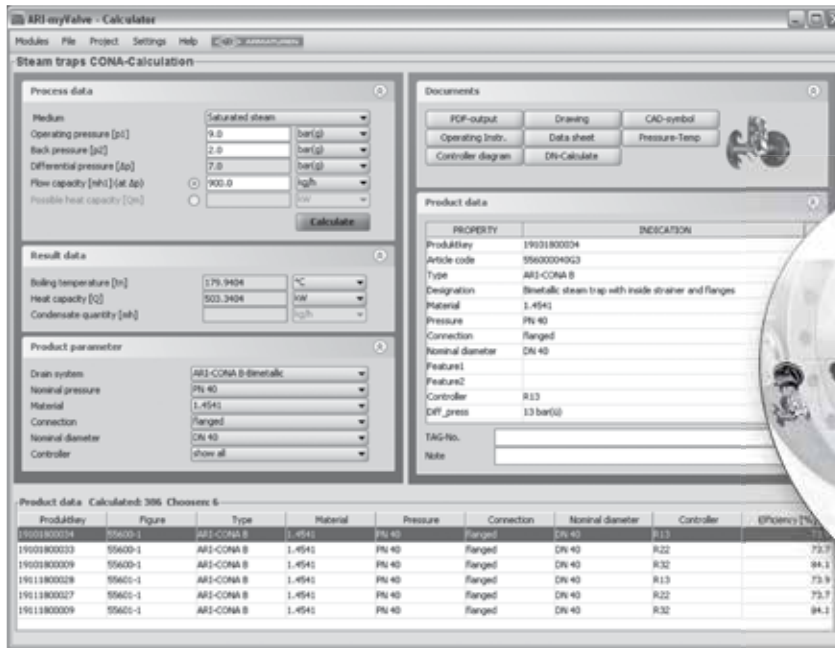 ARI-myValve - Calculator
Modules File Project Settings Help
Steam traps CONA-Calculation
Process data
Medium Saturated steam
Operating pressure [p1] 9.0 bar(g)
Back pressure [p2] 2.0 bar(g)
Differential pressure [Δp] 7.0 bar(g)
Flow capacity [mh1] (at Δp) 900.0 kg/h
Possible heat capacity [Qm] kW
Calculate
Result data
Boiling temperature [tn] 179.9404 °C
Heat capacity [Q] 503.3404 kW
Condensate quantity [mh] kg/h
Product parameter
Drain system ARI-CONA B-Bimetallic
Nominal pressure PN 40
Material 1.4541
Connection flanged
Nominal diameter DN 40
Controller show all
Documents
PDF-output Drawing CAD-symbol
Operating Instr. Data sheet Pressure-Temp
Controller diagram DN-Calculate
Product data
PROPERTY INDICATION
Produktkey 19101800034
Article code 556000040G3
Type ARI-CONA B
Designation Bimetallic steam trap with inside strainer and flanges
Material 1.4541
Pressure PN 40
Connection flanged
Nominal diameter DN 40
Feature1
Feature2
Controller R13
Diff_press 13 bar(ü)
TAG-No.
Note
Product data Calculated: 386 Choosen: 6
Produktkey Figure Type Material Pressure Connection Nominal diameter Controller Efficiency [%]
19101800034 55600-1 ARI-CONA B 1.4541 PN 40 flanged DN 40 R13
19101800033 55600-1 ARI-CONA B 1.4541 PN 40 flanged DN 40 R22 73.7
19101800009 55600-1 ARI-CONA B 1.4541 PN 40 flanged DN 40 R32 84.1
19111800028 55601-1 ARI-CONA B 1.4541 PN 40 flanged DN 40 R13 73.9
19111800027 55601-1 ARI-CONA B 1.4541 PN 40 flanged DN 40 R22 73.7
19111800009 55601-1 ARI-CONA B 1.4541 PN 40 flanged DN 40 R32 84.1